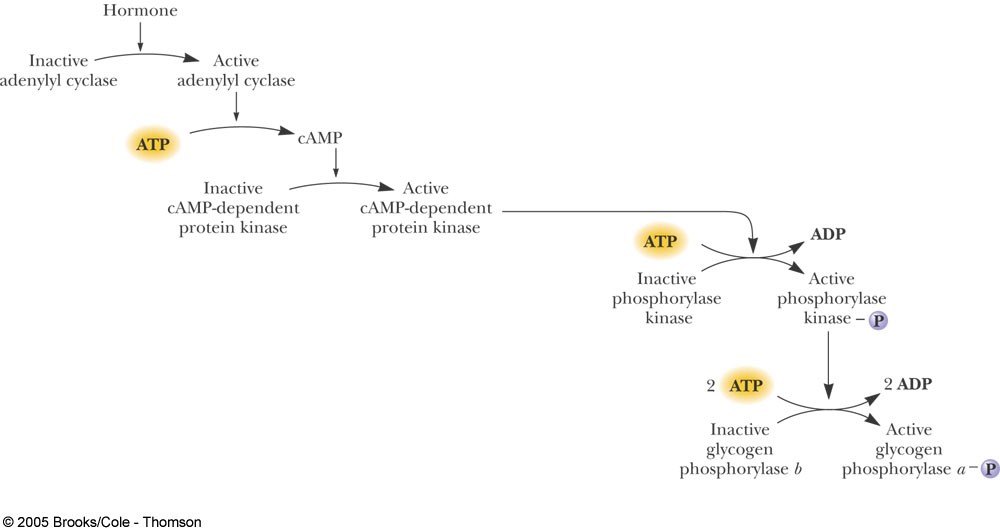 Hormone
Inactive
adenylyl cyclase
Active
adenylyl cyclase
ATP
cAMP
Inactive
cAMP-dependent
protein kinase
Active
cAMP-dependent
protein kinase
ATP
ADP
Inactive
phosphorylase
kinase
Active
phosphorylase
kinase – P
2 ATP
2 ADP
Inactive
glycogen
phosphorylase b
Active
glycogen
phosphorylase a – P
© 2005 Brooks/Cole - Thomson